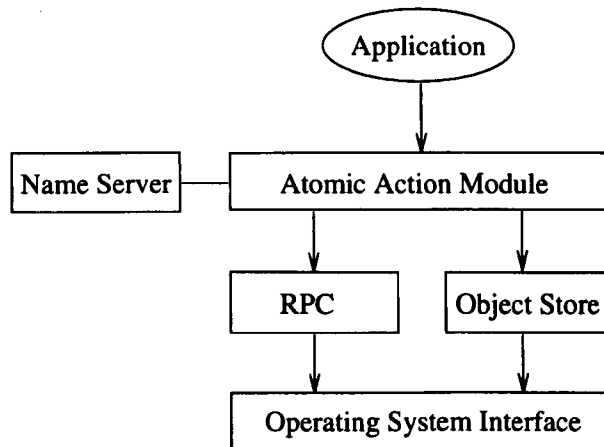 Application
Name Server
Atomic Action Module
RPC
Object Store
Operating System Interface